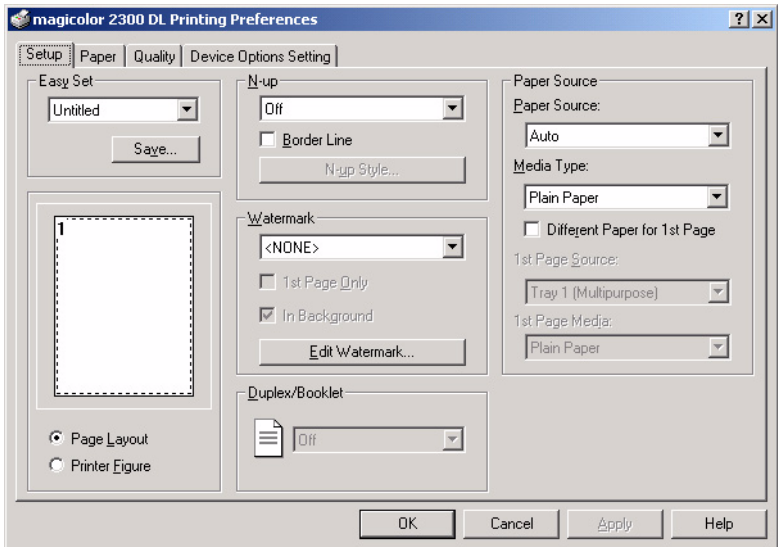 magicolor 2300 DL Printing Preferences
Setup
Paper
Quality
Device Options Setting
Easy Set
Untitled
Save...
1
Page Layout
Printer Figure
N-up
Off
Border Line
N-up Style...
Watermark
<NONE>
1st Page Only
In Background
Edit Watermark...
Duplex/Booklet
Off
Paper Source
Paper Source:
Auto
Media Type:
Plain Paper
Different Paper for 1st Page
1st Page Source:
Tray 1 (Multipurpose)
1st Page Media:
Plain Paper
OK
Cancel
Apply
Help